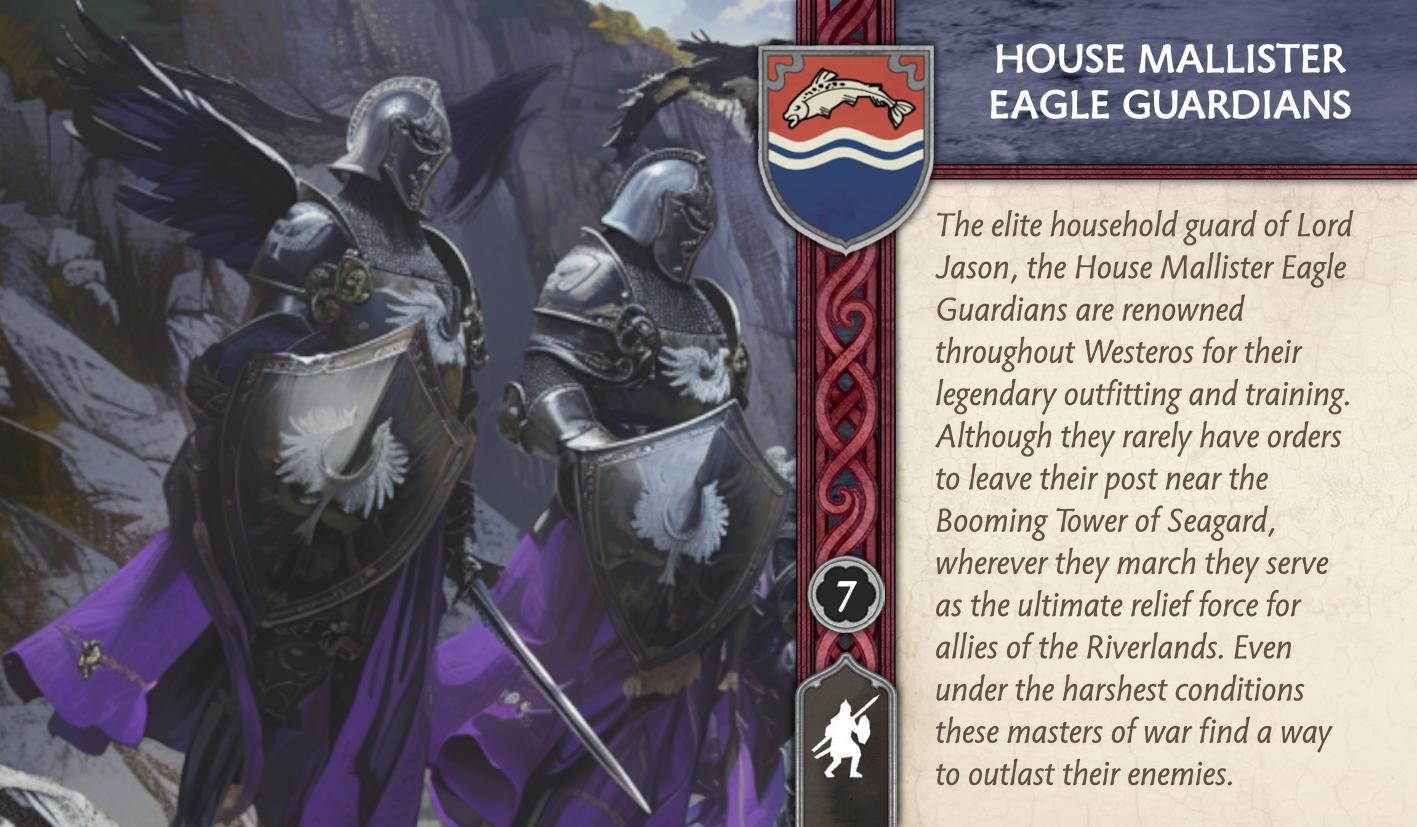 HOUSE MALLISTER
EAGLE GUARDIANS
The elite household guard of Lord
Jason, the House Mallister Eagle
Guardians are renowned
throughout Westeros for their
legendary outfitting and training.
Although they rarely have orders
to leave their post near the
Booming Tower of Seagard,
wherever they march they serve
as the ultimate relief force for
allies of the Riverlands. Even
under the harshest conditions
these masters of war find a way
to outlast their enemies.
7